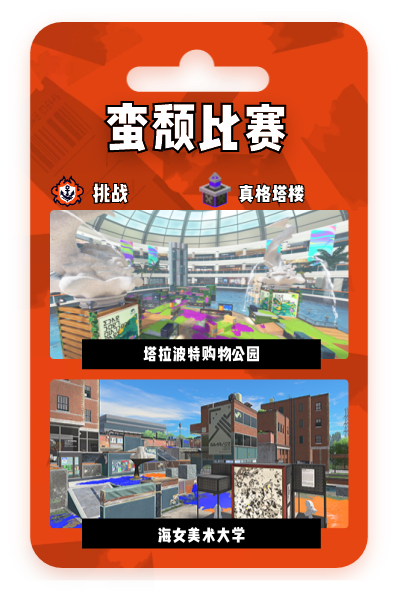 蛮颓比赛
挑战
真格塔楼
塔拉波特购物公园
海女美术大学